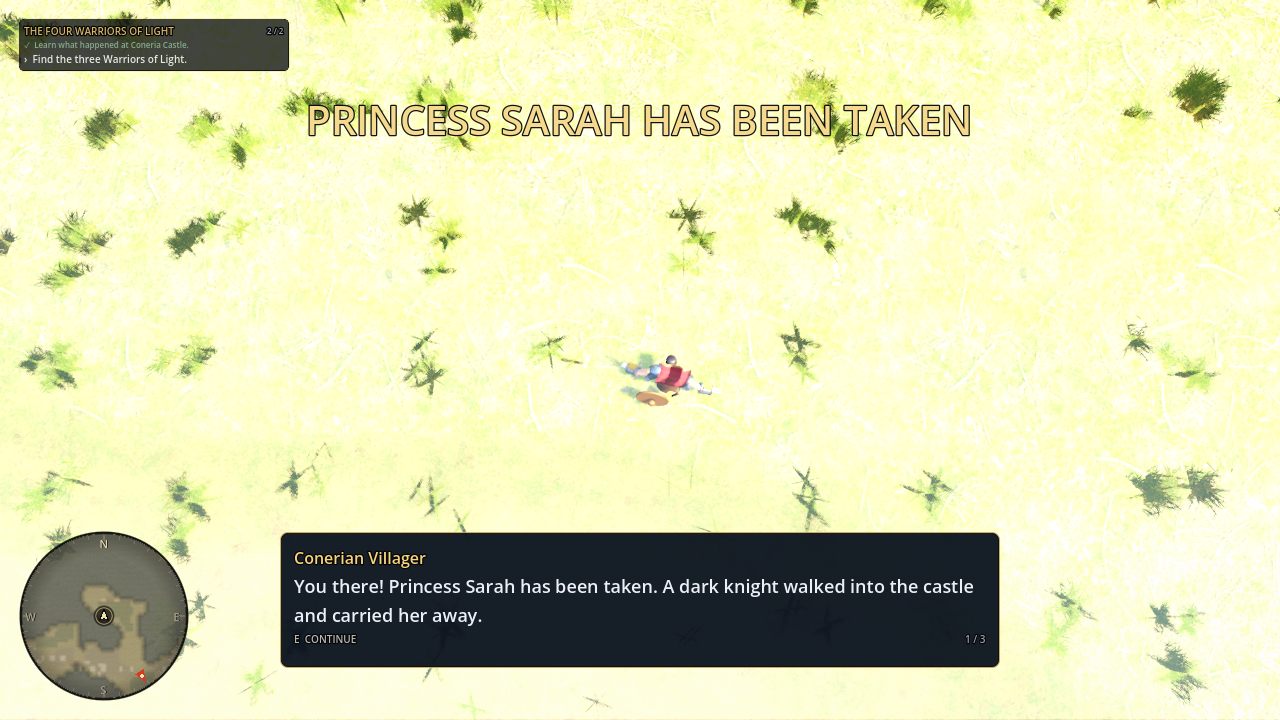 THE FOUR WARRIORS OF LIGHT 2 / 2
✓ Learn what happened at Coneria Castle.
› Find the three Warriors of Light.
PRINCESS SARAH HAS BEEN TAKEN
N
W A E
S
Conerian Villager
You there! Princess Sarah has been taken. A dark knight walked into the castle
and carried her away.
E CONTINUE 1 / 3